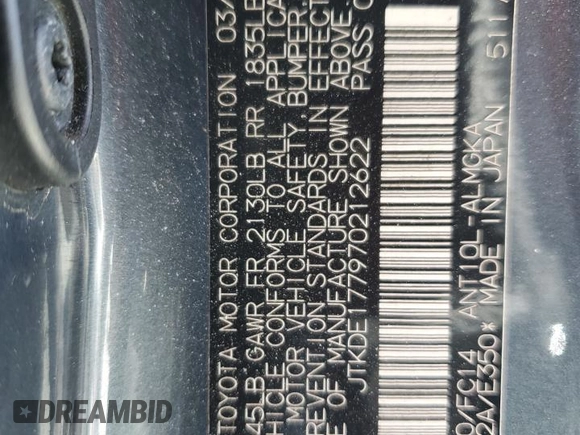 TOYOTA MOTOR CORPORATION 03/
45LB GAWR FR 2130LB RR 1835LB
HICLE CONFORMS TO ALL APPLICA
MOTOR VEHICLE SAFETY, BUMPER,
REVENTION STANDARDS IN EFFECT
E OF MANUFACTURE SHOWN ABOVE.
JTKDE177970212622 PASS C
0/FC14 ANT10L-ALMGKA
2A/E350* MADE IN JAPAN 5114
DREAMBID